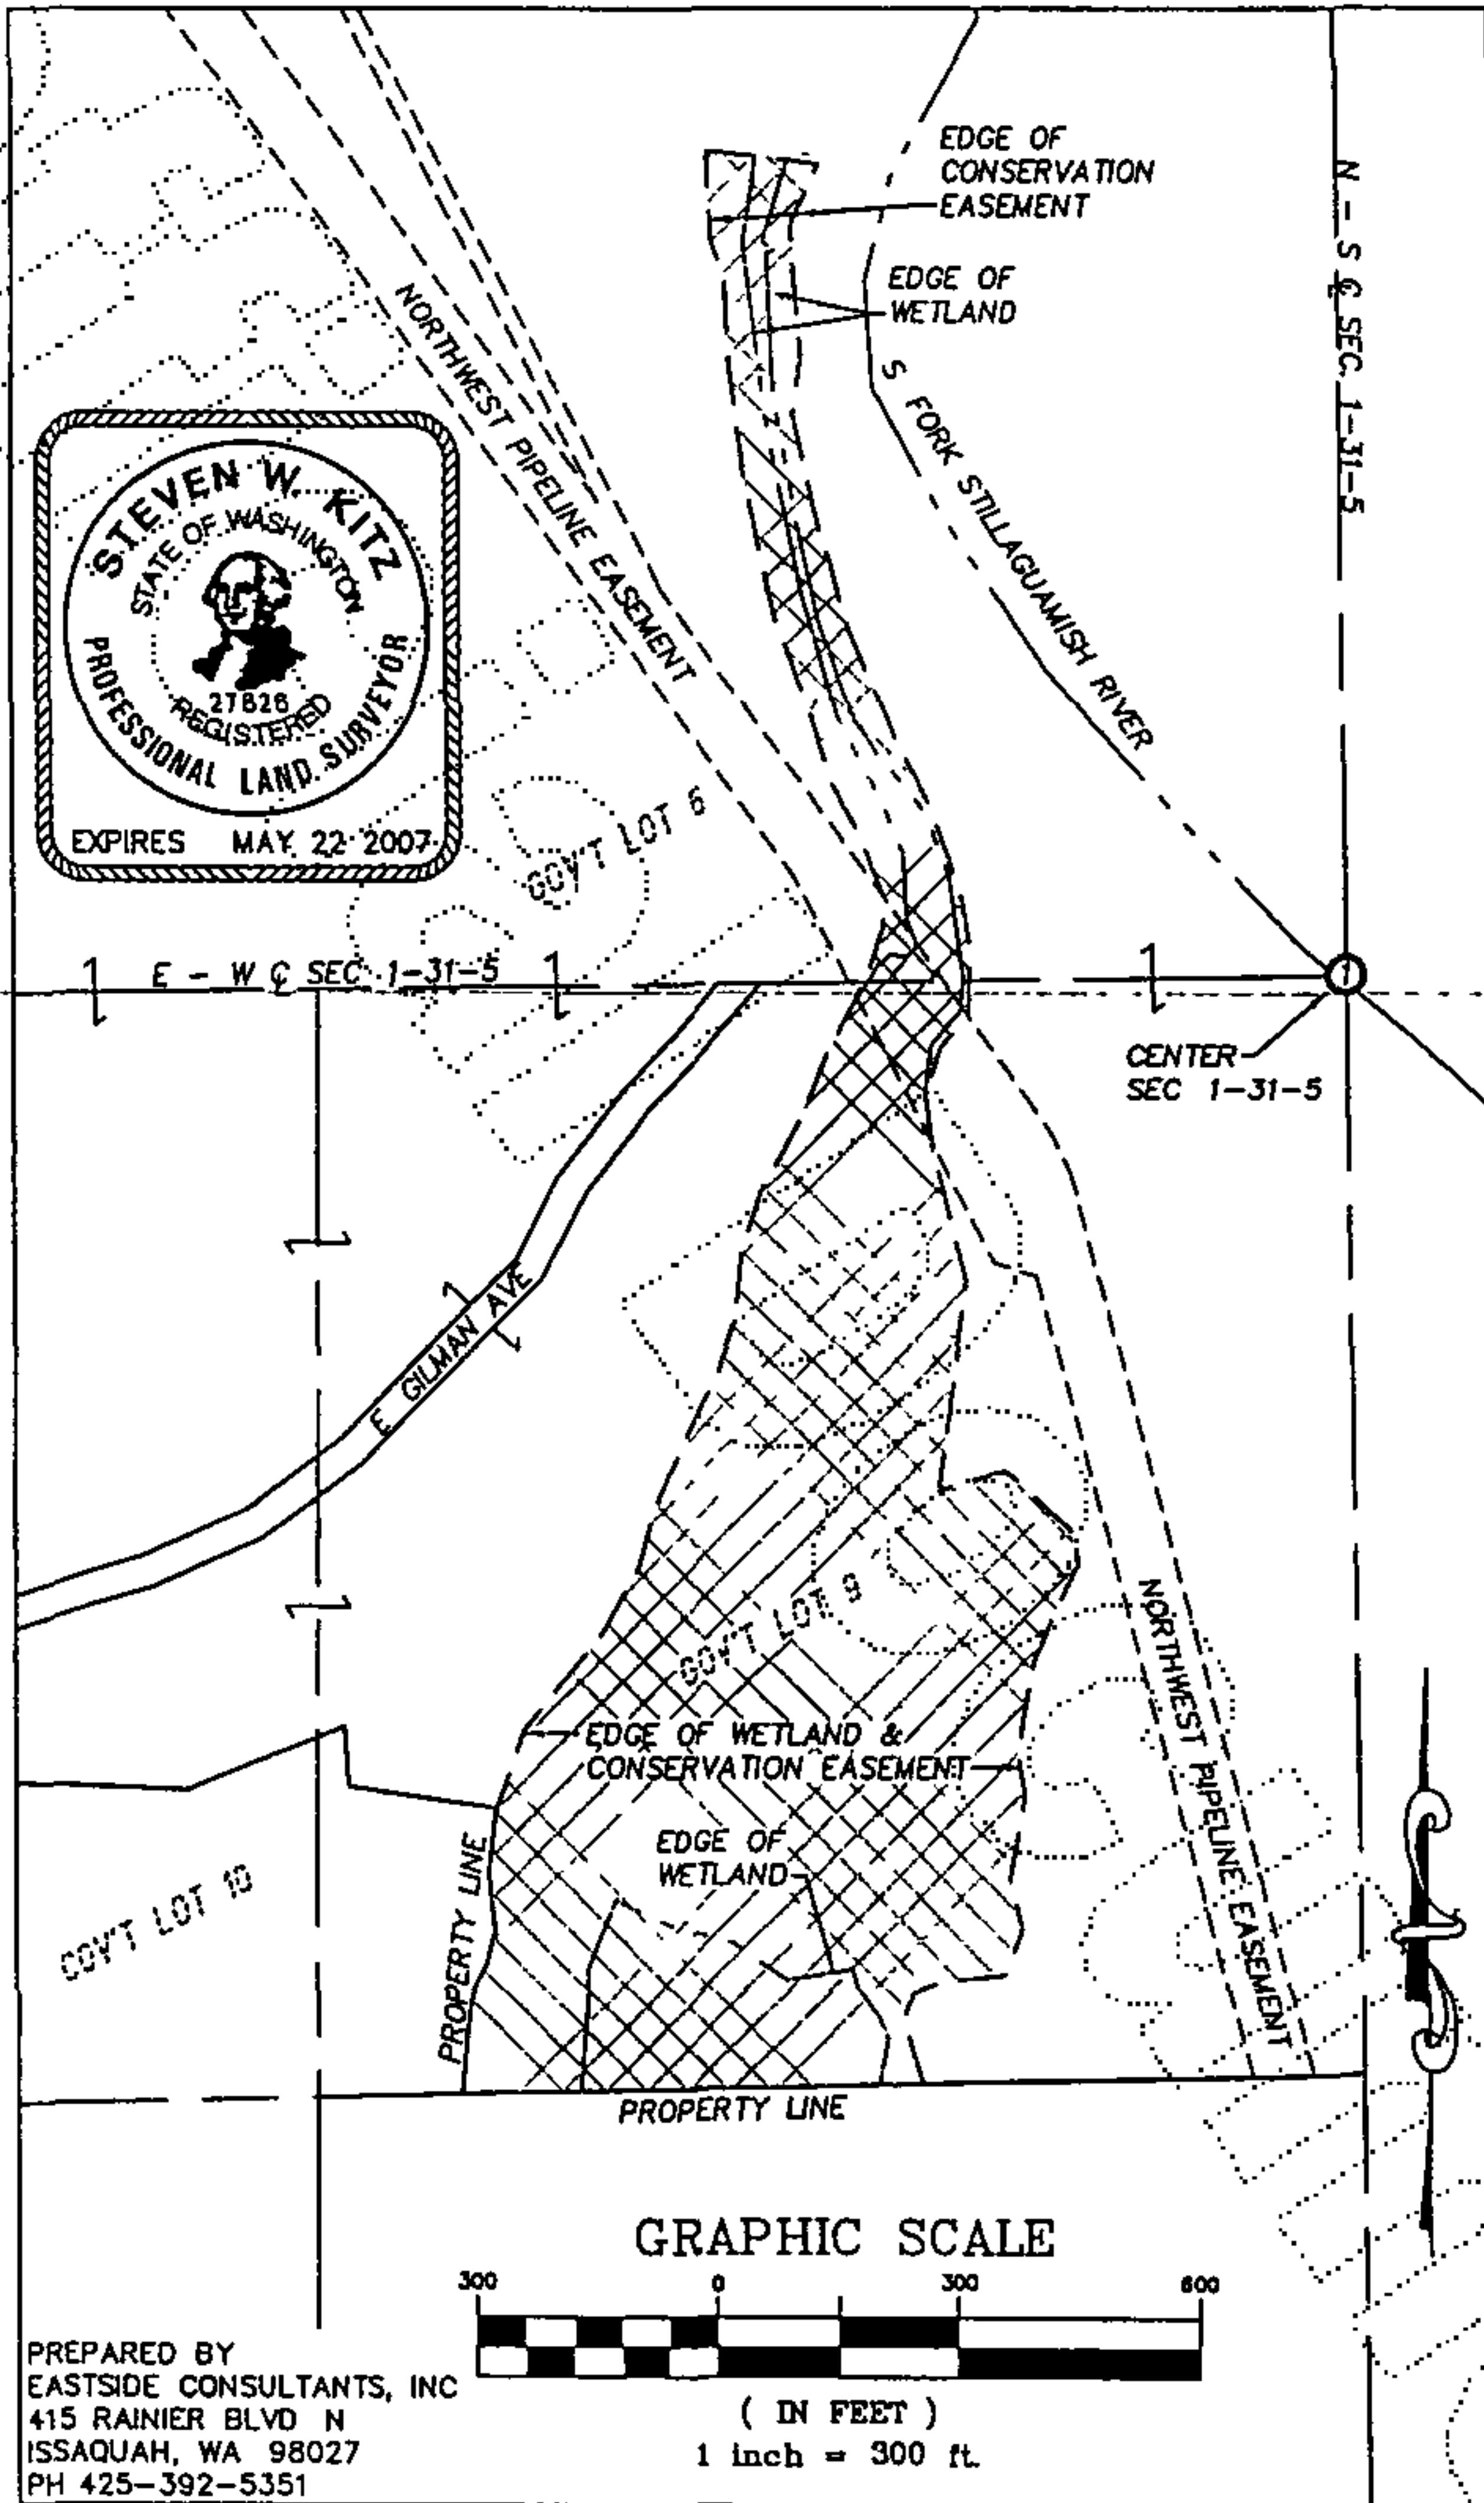 EDGE OF
CONSERVATION
EASEMENT
N - S ℄ SEC. 1-31-5
EDGE OF
WETLAND
NORTHWEST PIPELINE EASEMENT
S FORK STILLAGUAMISH RIVER
STEVEN W. KITZ
STATE OF WASHINGTON
27826
REGISTERED
PROFESSIONAL LAND SURVEYOR
EXPIRES MAY 22 2007
GOV'T LOT 6
E - W ℄ SEC 1-31-5
CENTER
SEC 1-31-5
E GILMAN AVE
GOV'T LOT 9
NORTHWEST PIPELINE EASEMENT
EDGE OF WETLAND &
CONSERVATION EASEMENT
EDGE OF
WETLAND
PROPERTY LINE
GOV'T LOT 10
PROPERTY LINE
GRAPHIC SCALE
300 0 300 600
( IN FEET )
1 inch = 300 ft.
PREPARED BY
EASTSIDE CONSULTANTS, INC
415 RAINIER BLVD N
ISSAQUAH, WA 98027
PH 425-392-5351